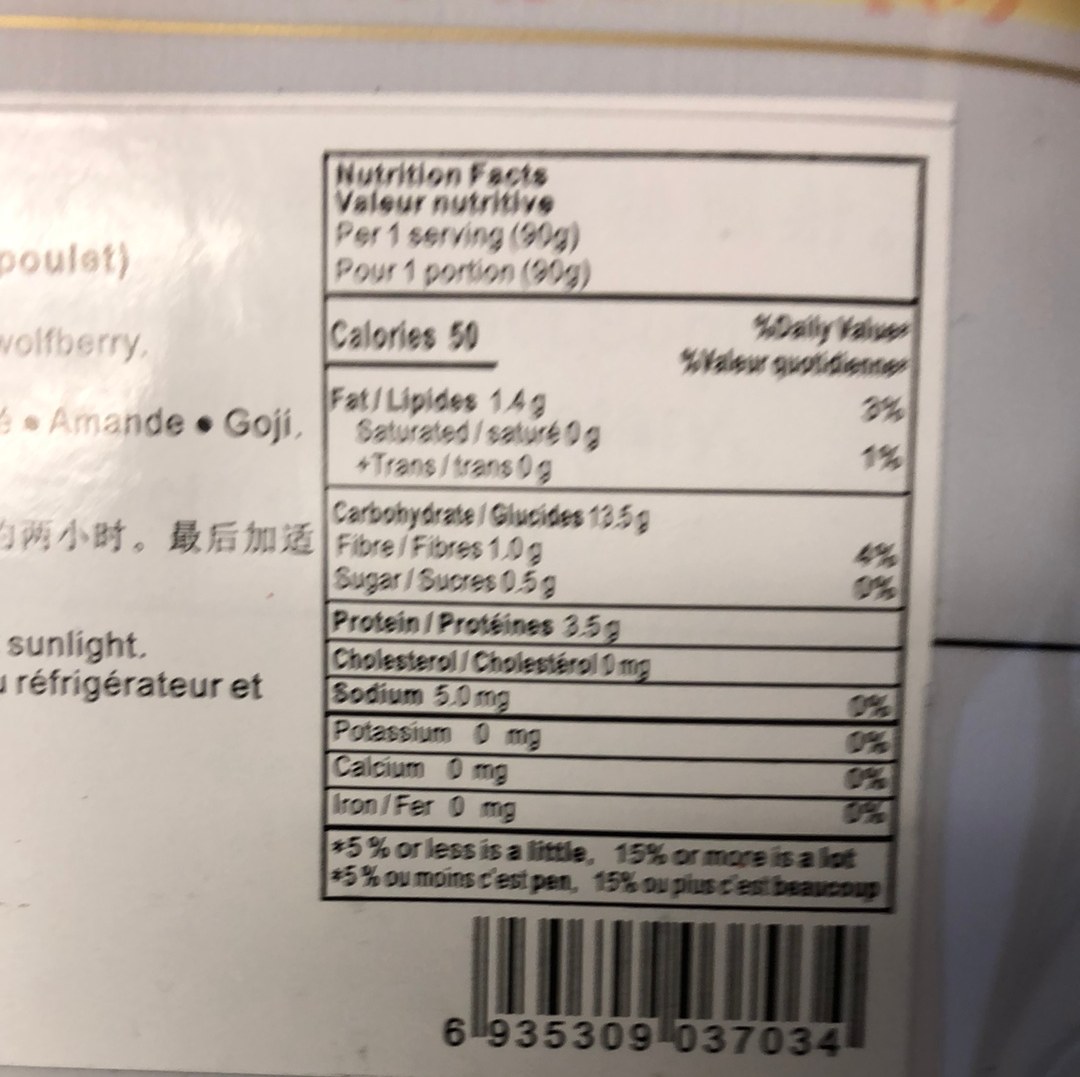 poulet)
wolfberry,
é • Amande • Goji,
的两小时。最后加适
sunlight.
u réfrigérateur et
Nutrition Facts
Valeur nutritive
Per 1 serving (90g)
Pour 1 portion (90g)
Calories 50
%Daily Value*
%Valeur quotidienne*
Fat / Lipides 1.4 g 3%
Saturated / saturé 0 g
+Trans / trans 0 g 1%
Carbohydrate / Glucides 13.5 g
Fibre / Fibres 1.0 g 4%
Sugar / Sucres 0.5 g 0%
Protein / Protéines 3.5 g
Cholesterol / Cholestérol 0 mg
Sodium 5.0 mg 0%
Potassium 0 mg 0%
Calcium 0 mg 0%
Iron / Fer 0 mg 0%
*5 % or less is a little, 15% or more is a lot
*5 % ou moins c'est pen, 15% ou plus c'est beaucoup
6 935309 037034